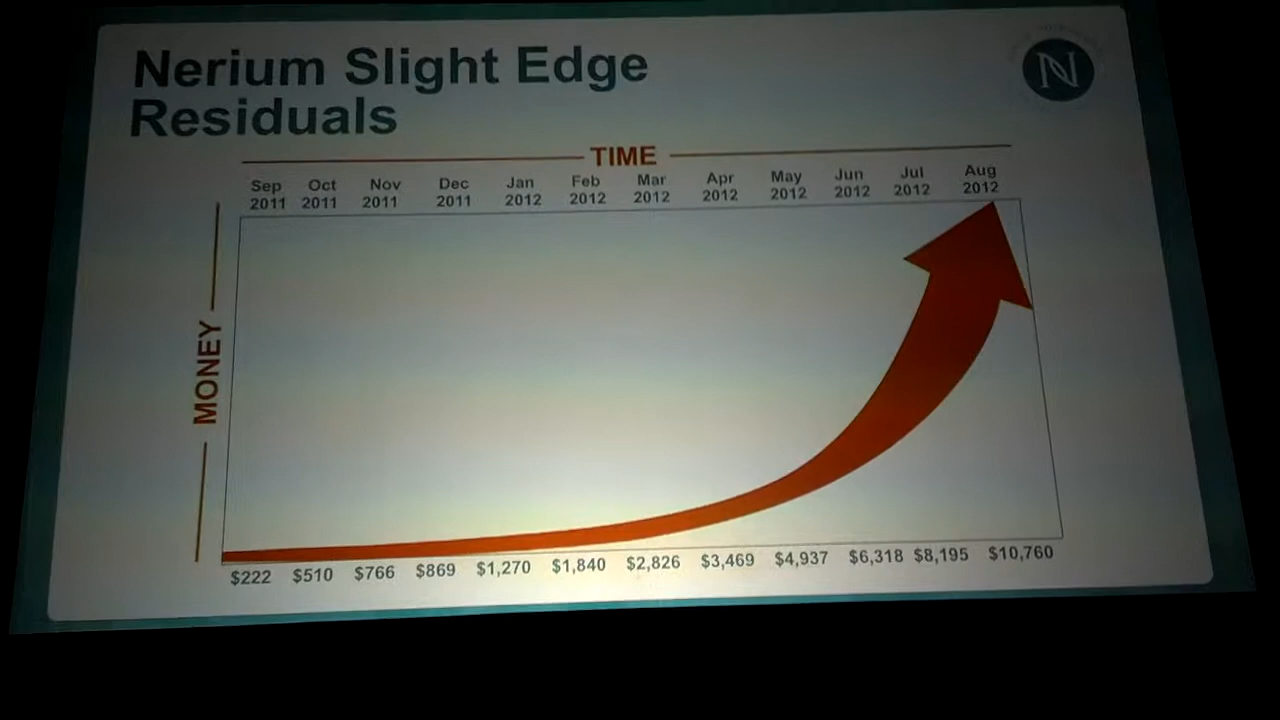 Nerium Slight Edge
Residuals
N
TIME
Sep Oct Nov Dec Jan Feb Mar Apr May Jun Jul Aug
2011 2011 2011 2011 2012 2012 2012 2012 2012 2012 2012 2012
MONEY
$222 $510 $766 $869 $1,270 $1,840 $2,826 $3,469 $4,937 $6,318 $8,195 $10,760